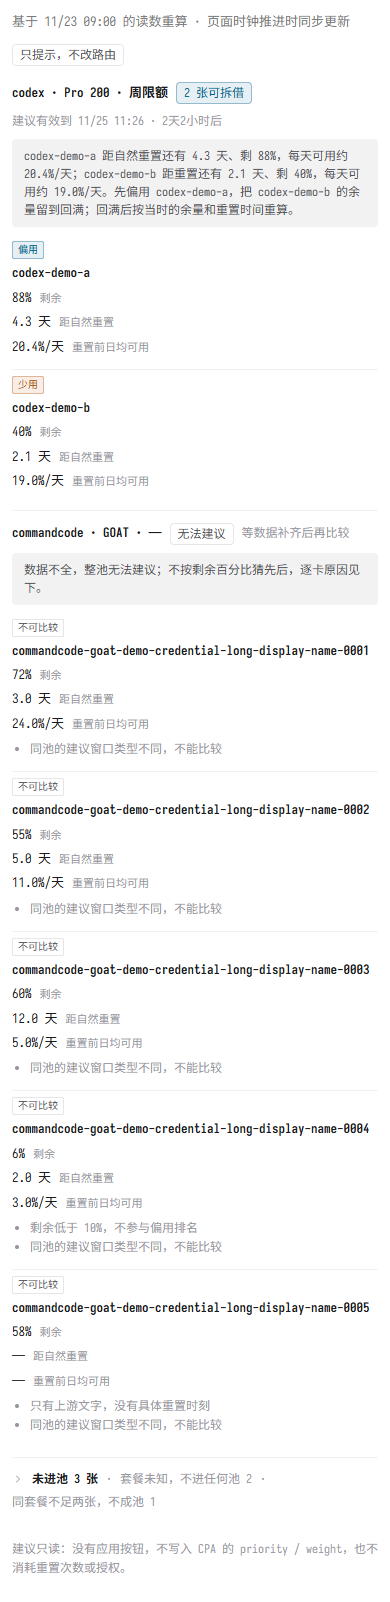 基于 11/23 09:00 的读数重算 · 页面时钟推进时同步更新
只提示，不改路由
codex · Pro 200 · 周限额 2 张可拆借
建议有效到 11/25 11:26 · 2天2小时后
codex-demo-a 距自然重置还有 4.3 天、剩 88%，每天可用约
20.4%/天；codex-demo-b 距重置还有 2.1 天、剩 40%，每天可
用约 19.0%/天。先偏用 codex-demo-a，把 codex-demo-b 的余
量留到回满；回满后按当时的余量和重置时间重算。
偏用
codex-demo-a
88% 剩余
4.3 天 距自然重置
20.4%/天 重置前日均可用
少用
codex-demo-b
40% 剩余
2.1 天 距自然重置
19.0%/天 重置前日均可用
commandcode · GOAT · — 无法建议 等数据补齐后再比较
数据不全，整池无法建议；不按剩余百分比猜先后，逐卡原因见
下。
不可比较
commandcode-goat-demo-credential-long-display-name-0001
72% 剩余
3.0 天 距自然重置
24.0%/天 重置前日均可用
• 同池的建议窗口类型不同，不能比较
不可比较
commandcode-goat-demo-credential-long-display-name-0002
55% 剩余
5.0 天 距自然重置
11.0%/天 重置前日均可用
• 同池的建议窗口类型不同，不能比较
不可比较
commandcode-goat-demo-credential-long-display-name-0003
60% 剩余
12.0 天 距自然重置
5.0%/天 重置前日均可用
• 同池的建议窗口类型不同，不能比较
不可比较
commandcode-goat-demo-credential-long-display-name-0004
6% 剩余
2.0 天 距自然重置
3.0%/天 重置前日均可用
• 剩余低于 10%，不参与偏用排名
• 同池的建议窗口类型不同，不能比较
不可比较
commandcode-goat-demo-credential-long-display-name-0005
58% 剩余
— 距自然重置
— 重置前日均可用
• 只有上游文字，没有具体重置时刻
• 同池的建议窗口类型不同，不能比较
› 未进池 3 张 · 套餐未知，不进任何池 2 ·
同套餐不足两张，不成池 1
建议只读：没有应用按钮，不写入 CPA 的 priority / weight，也不
消耗重置次数或授权。